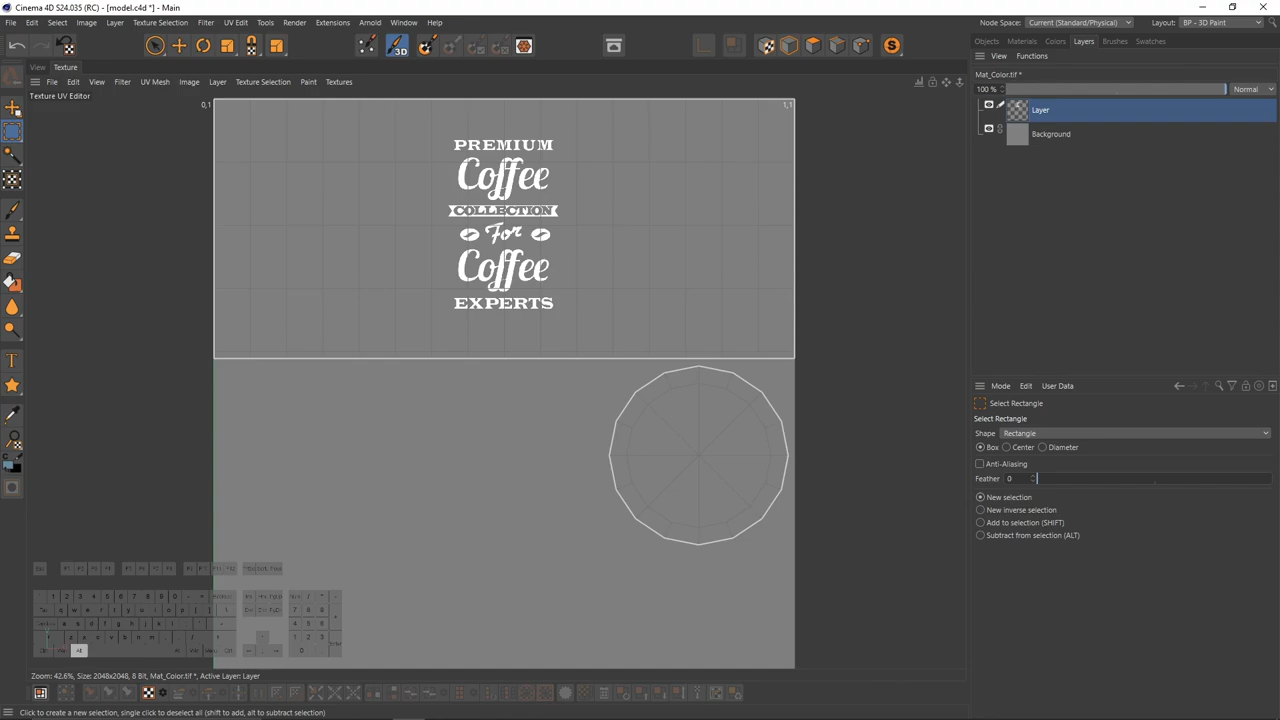 Cinema 4D S24.035 (RC) - [model.c4d *] - Main
File Edit Select Image Layer Texture Selection Filter UV Edit Tools Render Extensions Arnold Window Help
Node Space: Current (Standard/Physical) Layout: BP - 3D Paint
Objects Materials Colors Layers Brushes Swatches
View Texture
View Functions
File Edit View Filter UV Mesh Image Layer Texture Selection Paint Textures
Mat_Color.tif *
Texture UV Editor
100 % Normal
0,1 1,1
Layer
Background
PREMIUM
Coffee
COLLECTION
For
Coffee
EXPERTS
Mode Edit User Data
Select Rectangle
Select Rectangle
Shape Rectangle
Box Center Diameter
Anti-Aliasing
Feather 0
New selection
New inverse selection
Add to selection (SHIFT)
Subtract from selection (ALT)
Zoom: 42.6%, Size: 2048x2048, 8 Bit, Mat_Color.tif *, Active Layer: Layer
Click to create a new selection, single click to deselect all (shift to add, alt to subtract selection)